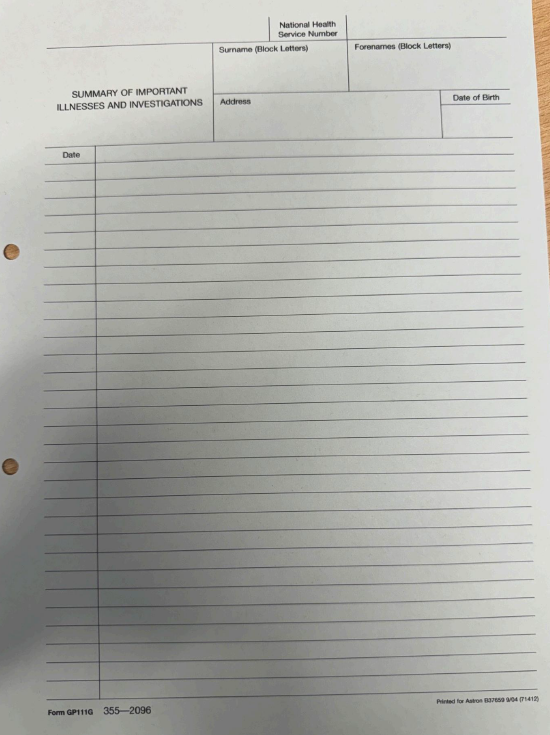 National Health
Service Number
Surname (Block Letters)
Forenames (Block Letters)
SUMMARY OF IMPORTANT
ILLNESSES AND INVESTIGATIONS
Address
Date of Birth
Date
Form GP111G 355—2096
Printed for Astron B37659 9/04 (71412)